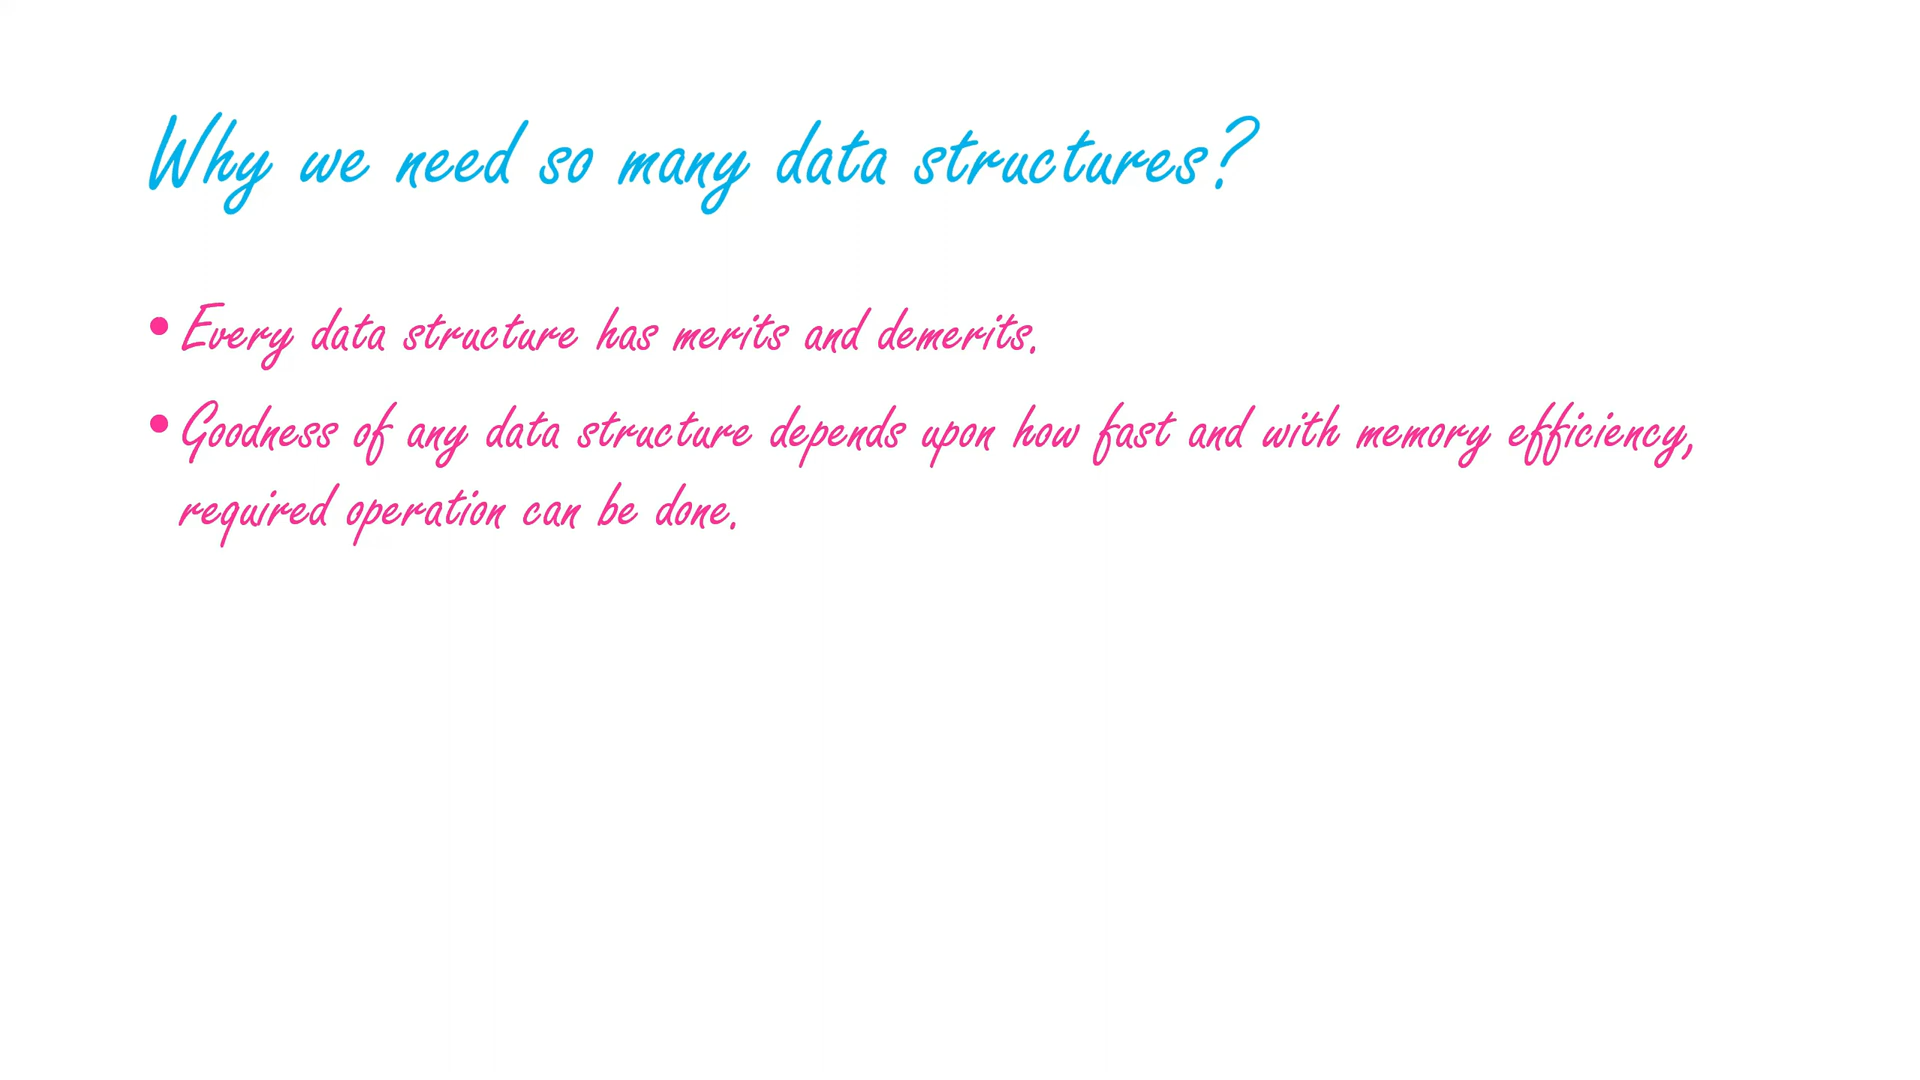 Why we need so many data structures?
• Every data structure has merits and demerits.
• Goodness of any data structure depends upon how fast and with memory efficiency,
required operation can be done.